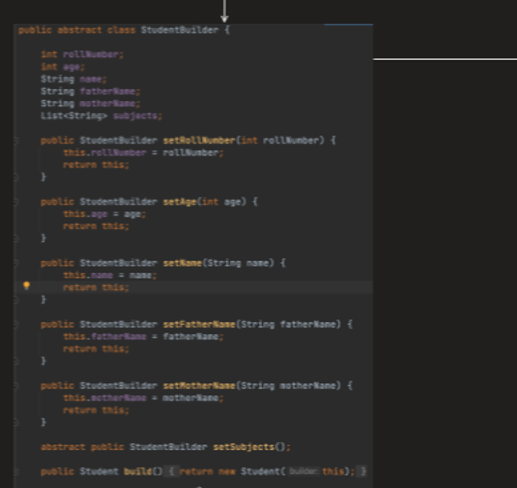 public abstract class StudentBuilder {
int rollNumber;
int age;
String name;
String fatherName;
String motherName;
List<String> subjects;
public StudentBuilder setRollNumber(int rollNumber) {
this.rollNumber = rollNumber;
return this;
}
public StudentBuilder setAge(int age) {
this.age = age;
return this;
}
public StudentBuilder setName(String name) {
this.name = name;
return this;
}
public StudentBuilder setFatherName(String fatherName) {
this.fatherName = fatherName;
return this;
}
public StudentBuilder setMotherName(String motherName) {
this.motherName = motherName;
return this;
}
abstract public StudentBuilder setSubjects();
public Student build() { return new Student( builder: this); }